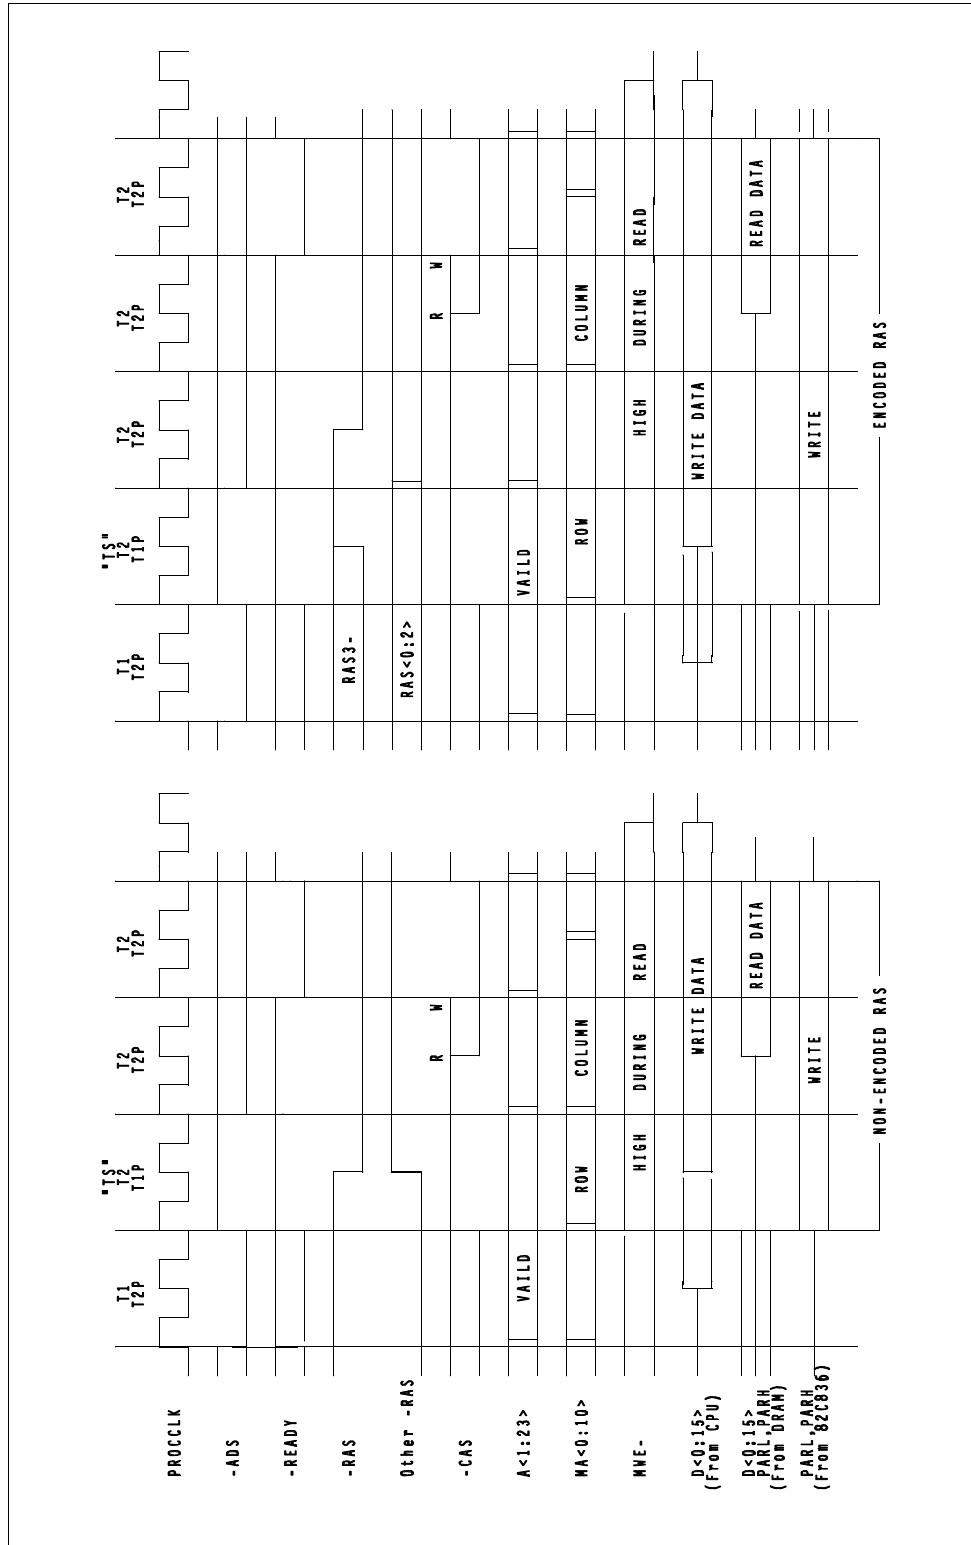 "TS" "TS"
T1 T2 T2 T2 T1 T2 T2 T2 T2
T2P T1P T2P T2P T2P T1P T2P T2P T2P
PROCCLK
-ADS
-READY
-RAS RAS3-
Other -RAS RAS<0:2>
R W R W
-CAS
A<1:23> VAILD VAILD
MA<0:10> ROW COLUMN ROW COLUMN
MWE- HIGH DURING READ HIGH DURING READ
D<0:15> WRITE DATA WRITE DATA
(From CPU)
D<0:15>
PARL,PARH READ DATA READ DATA
(From DRAM)
PARL,PARH WRITE WRITE
(From 82C836)
NON-ENCODED RAS ENCODED RAS